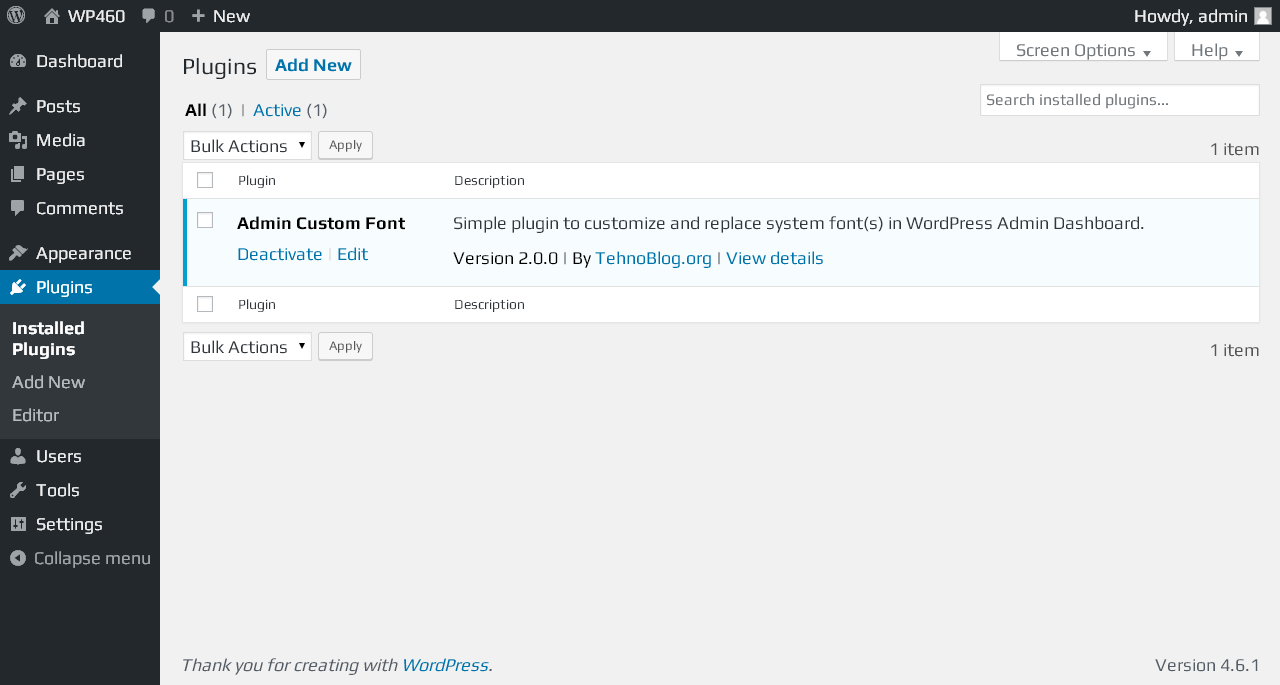 WP460 0 New Howdy, admin
Dashboard
Posts
Media
Pages
Comments
Appearance
Plugins
Installed
Plugins
Add New
Editor
Users
Tools
Settings
Collapse menu
Screen Options Help
Plugins Add New
All (1) | Active (1)
Search installed plugins...
Bulk Actions Apply 1 item
Plugin Description
Admin Custom Font Simple plugin to customize and replace system font(s) in WordPress Admin Dashboard.
Deactivate | Edit Version 2.0.0 | By TehnoBlog.org | View details
Plugin Description
Bulk Actions Apply 1 item
Thank you for creating with WordPress. Version 4.6.1